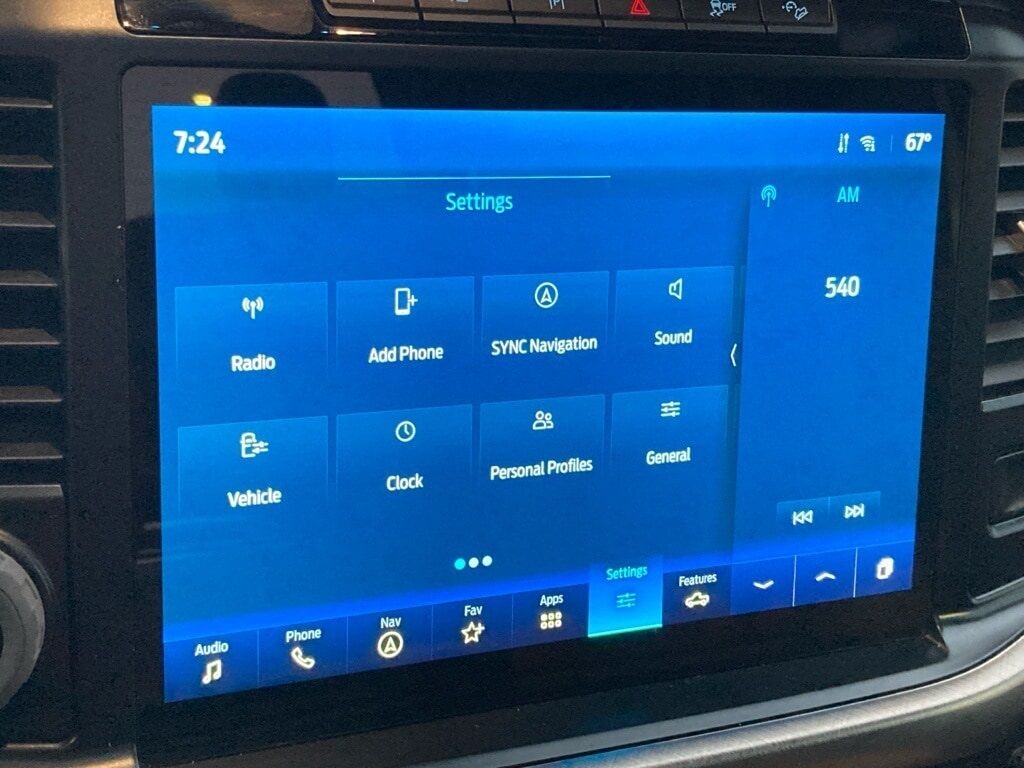 OFF
7:24
67°
Settings
AM
540
Radio
Add Phone
SYNC Navigation
Sound
Vehicle
Clock
Personal Profiles
General
Audio
Phone
Nav
Fav
Apps
Settings
Features